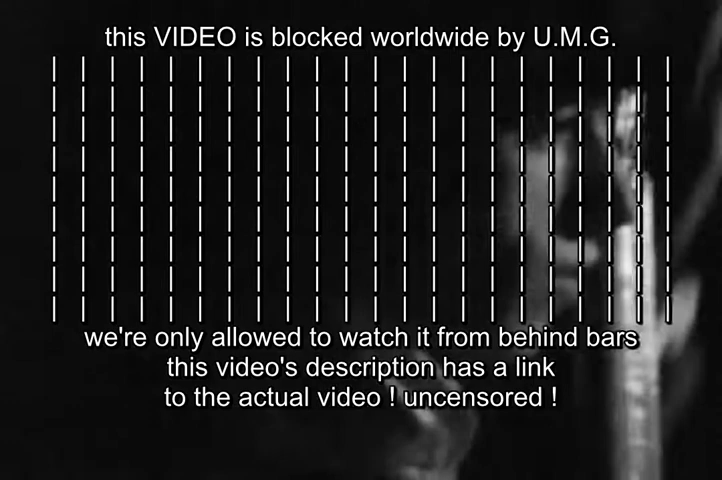 this VIDEO is blocked worldwide by U.M.G.
| | | | | | | | | | | | | | | | | | | | | |
| | | | | | | | | | | | | | | | | | | | | |
| | | | | | | | | | | | | | | | | | | | | |
| | | | | | | | | | | | | | | | | | | | | |
| | | | | | | | | | | | | | | | | | | | | |
| | | | | | | | | | | | | | | | | | | | | |
| | | | | | | | | | | | | | | | | | | | | |
| | | | | | | | | | | | | | | | | | | | | |
| | | | | | | | | | | | | | | | | | | | | |
we're only allowed to watch it from behind bars
this video's description has a link
to the actual video ! uncensored !